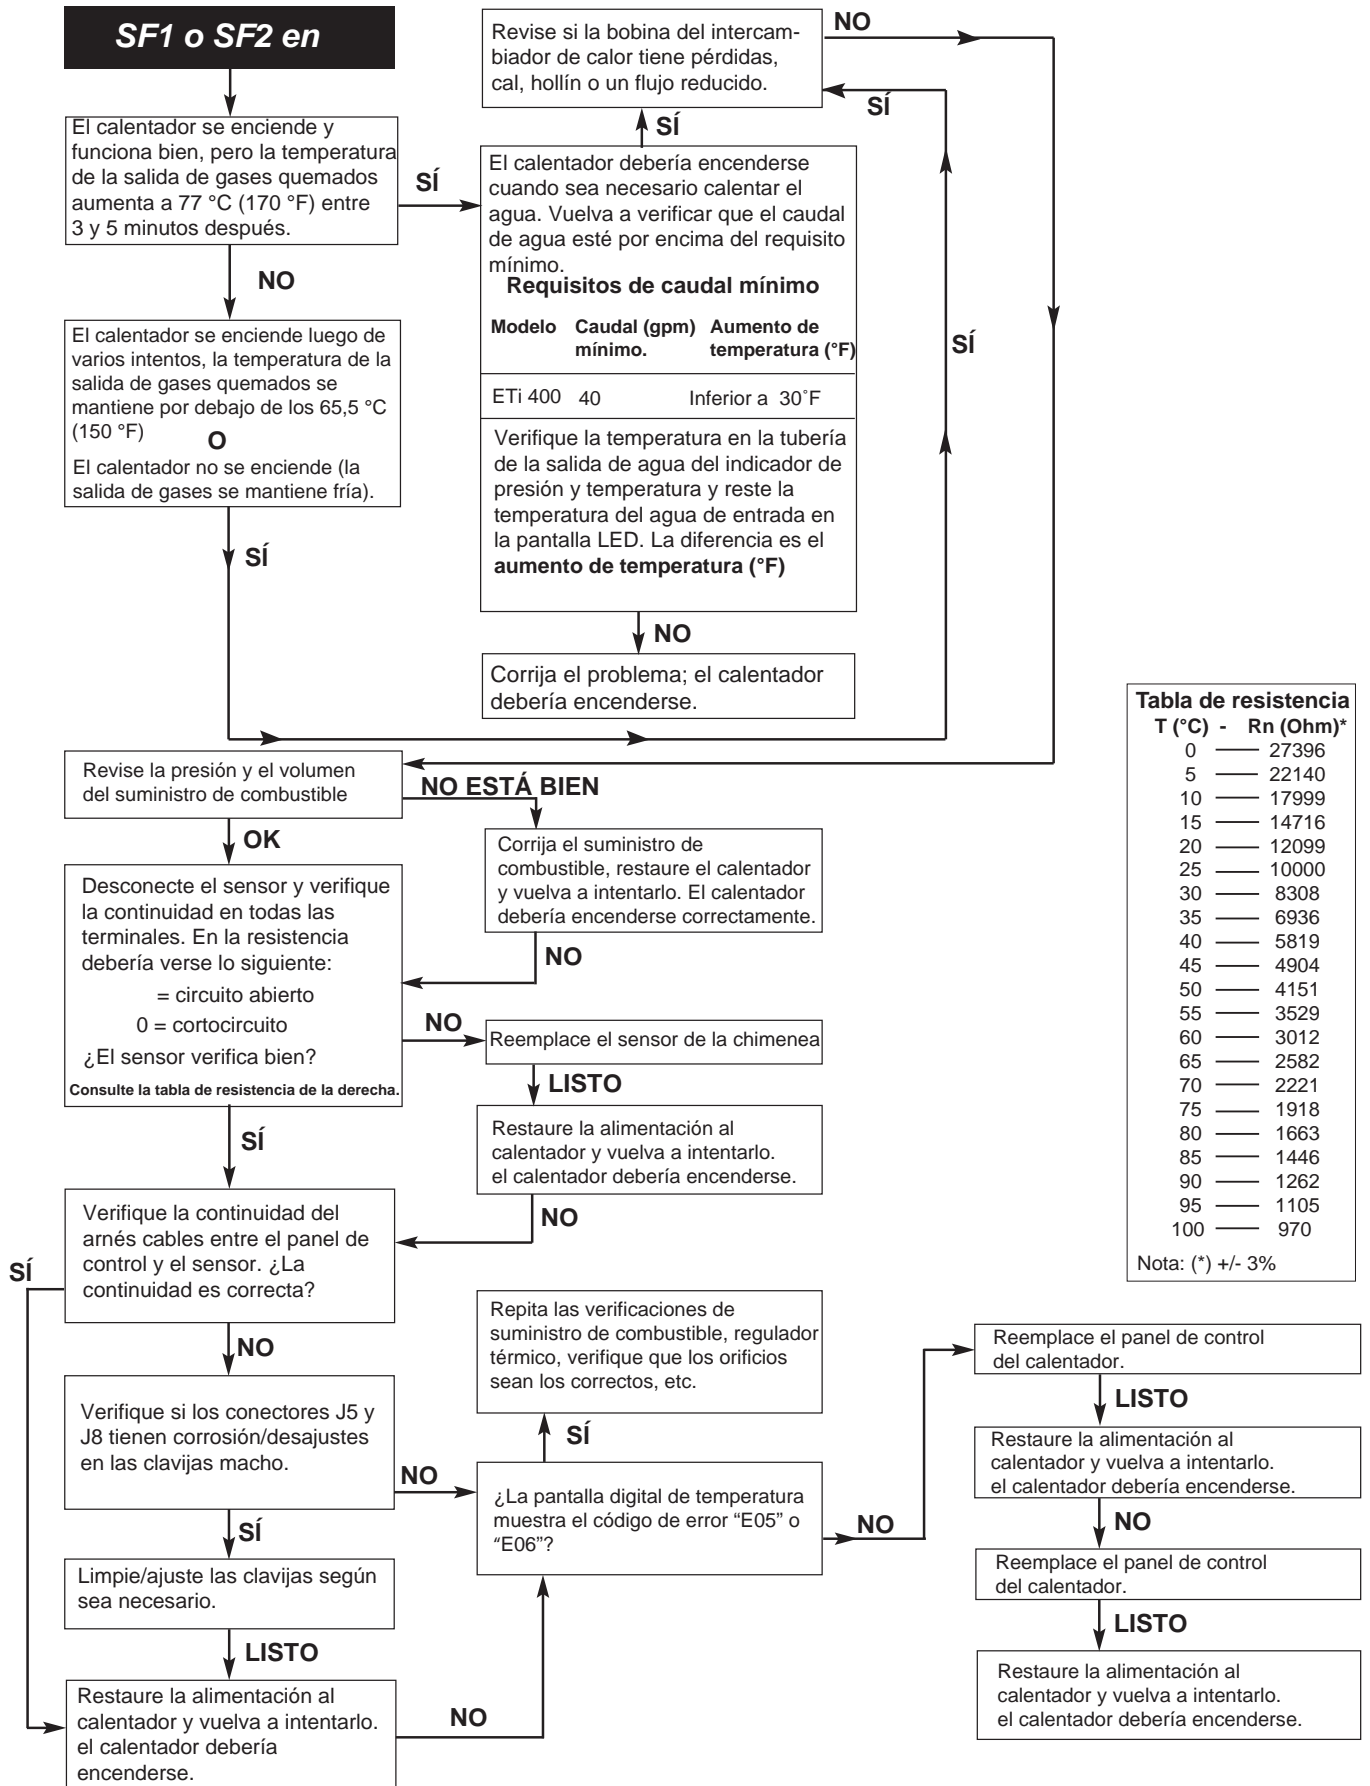 SF1 o SF2 en
El calentador se enciende y
funciona bien, pero la temperatura
de la salida de gases quemados
aumenta a 77 °C (170 °F) entre
3 y 5 minutos después.
SÍ
NO
El calentador se enciende luego de
varios intentos, la temperatura de la
salida de gases quemados se
mantiene por debajo de los 65,5 °C
(150 °F)
O
El calentador no se enciende (la
salida de gases se mantiene fría).
SÍ
Revise si la bobina del intercam-
biador de calor tiene pérdidas,
cal, hollín o un flujo reducido.
NO
SÍ
SÍ
El calentador debería encenderse
cuando sea necesario calentar el
agua. Vuelva a verificar que el caudal
de agua esté por encima del requisito
mínimo.
Requisitos de caudal mínimo
Modelo Caudal (gpm) Aumento de
mínimo. temperatura (°F)
ETi 400 40 Inferior a 30˚F
Verifique la temperatura en la tubería
de la salida de agua del indicador de
presión y temperatura y reste la
temperatura del agua de entrada en
la pantalla LED. La diferencia es el
aumento de temperatura (°F)
SÍ
NO
Corrija el problema; el calentador
debería encenderse.
Revise la presión y el volumen
del suministro de combustible
NO ESTÁ BIEN
OK
Corrija el suministro de
combustible, restaure el calentador
y vuelva a intentarlo. El calentador
debería encenderse correctamente.
NO
Desconecte el sensor y verifique
la continuidad en todas las
terminales. En la resistencia
debería verse lo siguiente:
= circuito abierto
0 = cortocircuito
¿El sensor verifica bien?
Consulte la tabla de resistencia de la derecha.
NO
Reemplace el sensor de la chimenea
LISTO
SÍ
Restaure la alimentación al
calentador y vuelva a intentarlo.
el calentador debería encenderse.
NO
Verifique la continuidad del
arnés cables entre el panel de
control y el sensor. ¿La
continuidad es correcta?
SÍ
NO
Verifique si los conectores J5 y
J8 tienen corrosión/desajustes
en las clavijas macho.
NO
SÍ
Limpie/ajuste las clavijas según
sea necesario.
LISTO
Restaure la alimentación al
calentador y vuelva a intentarlo.
el calentador debería
encenderse.
NO
Repita las verificaciones de
suministro de combustible, regulador
térmico, verifique que los orificios
sean los correctos, etc.
SÍ
¿La pantalla digital de temperatura
muestra el código de error “E05” o
“E06”?
NO
Reemplace el panel de control
del calentador.
LISTO
Restaure la alimentación al
calentador y vuelva a intentarlo.
el calentador debería encenderse.
NO
Reemplace el panel de control
del calentador.
LISTO
Restaure la alimentación al
calentador y vuelva a intentarlo.
el calentador debería encenderse.
Tabla de resistencia
T (°C) - Rn (Ohm)*
0 —— 27396
5 —— 22140
10 —— 17999
15 —— 14716
20 —— 12099
25 —— 10000
30 —— 8308
35 —— 6936
40 —— 5819
45 —— 4904
50 —— 4151
55 —— 3529
60 —— 3012
65 —— 2582
70 —— 2221
75 —— 1918
80 —— 1663
85 —— 1446
90 —— 1262
95 —— 1105
100 —— 970
Nota: (*) +/- 3%